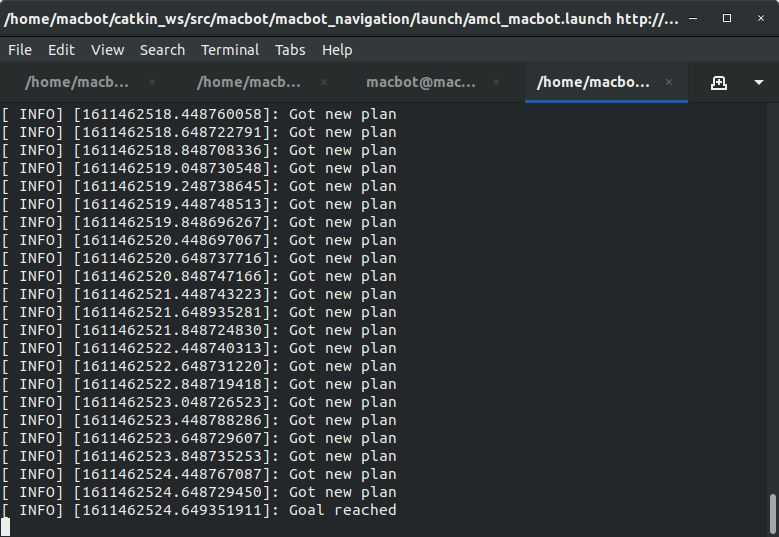 /home/macbot/catkin_ws/src/macbot/macbot_navigation/launch/amcl_macbot.launch http://...
File Edit View Search Terminal Tabs Help
/home/macb... × /home/macb... × macbot@mac... × /home/macbo... ×
[ INFO] [1611462518.448760058]: Got new plan
[ INFO] [1611462518.648722791]: Got new plan
[ INFO] [1611462518.848708336]: Got new plan
[ INFO] [1611462519.048730548]: Got new plan
[ INFO] [1611462519.248738645]: Got new plan
[ INFO] [1611462519.448748513]: Got new plan
[ INFO] [1611462519.848696267]: Got new plan
[ INFO] [1611462520.448697067]: Got new plan
[ INFO] [1611462520.648737716]: Got new plan
[ INFO] [1611462520.848747166]: Got new plan
[ INFO] [1611462521.448743223]: Got new plan
[ INFO] [1611462521.648935281]: Got new plan
[ INFO] [1611462521.848724830]: Got new plan
[ INFO] [1611462522.448740313]: Got new plan
[ INFO] [1611462522.648731220]: Got new plan
[ INFO] [1611462522.848719418]: Got new plan
[ INFO] [1611462523.048726523]: Got new plan
[ INFO] [1611462523.448788286]: Got new plan
[ INFO] [1611462523.648729607]: Got new plan
[ INFO] [1611462523.848735253]: Got new plan
[ INFO] [1611462524.448767087]: Got new plan
[ INFO] [1611462524.648729450]: Got new plan
[ INFO] [1611462524.649351911]: Goal reached